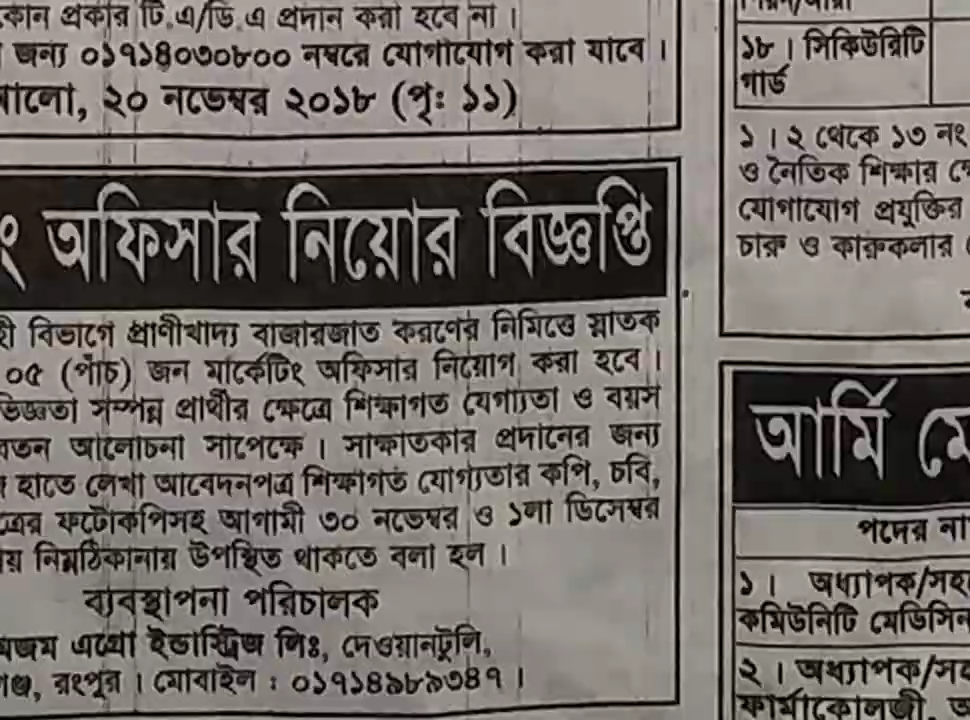 কোন প্রকার টি.এ/ডি.এ প্রদান করা হবে না।
জন্য ০১৭১৪০৩০৮০০ নম্বরে যোগাযোগ করা যাবে।
আলো, ২০ নভেম্বর ২০১৮ (পৃ: ১১)
ং অফিসার নিয়োর বিজ্ঞপ্তি
হী বিভাগে প্রাণীখাদ্য বাজারজাত করণের নিমিত্তে স্নাতক
০৫ (পাঁচ) জন মার্কেটিং অফিসার নিয়োগ করা হবে।
ভিজ্ঞতা সম্পন্ন প্রার্থীর ক্ষেত্রে শিক্ষাগত যোগ্যতা ও বয়স
বেতন আলোচনা সাপেক্ষে। সাক্ষাতকার প্রদানের জন্য
হাতে লেখা আবেদনপত্র শিক্ষাগত যোগ্যতার কপি, চবি,
ত্রের ফটোকপিসহ আগামী ৩০ নভেম্বর ও ১লা ডিসেম্বর
য় নিম্নঠিকানায় উপস্থিত থাকতে বলা হল।
ব্যবস্থাপনা পরিচালক
এগ্রো ইন্ডাস্ট্রিজ লিঃ, দেওয়ানটুলি,
গঞ্জ, রংপুর। মোবাইল : ০১৭১৪৯৮৯৩৪৭।
১৮। সিকিউরিটি
গার্ড
১। ২ থেকে ১৩ নং
ও নৈতিক শিক্ষার ক্ষে
যোগাযোগ প্রযুক্তির
চারু ও কারুকলার
আর্মি মে
পদের না
১। অধ্যাপক/সহ
কমিউনিটি মেডিসিন
২। অধ্যাপক/সহ
ফার্মাকোলজী,